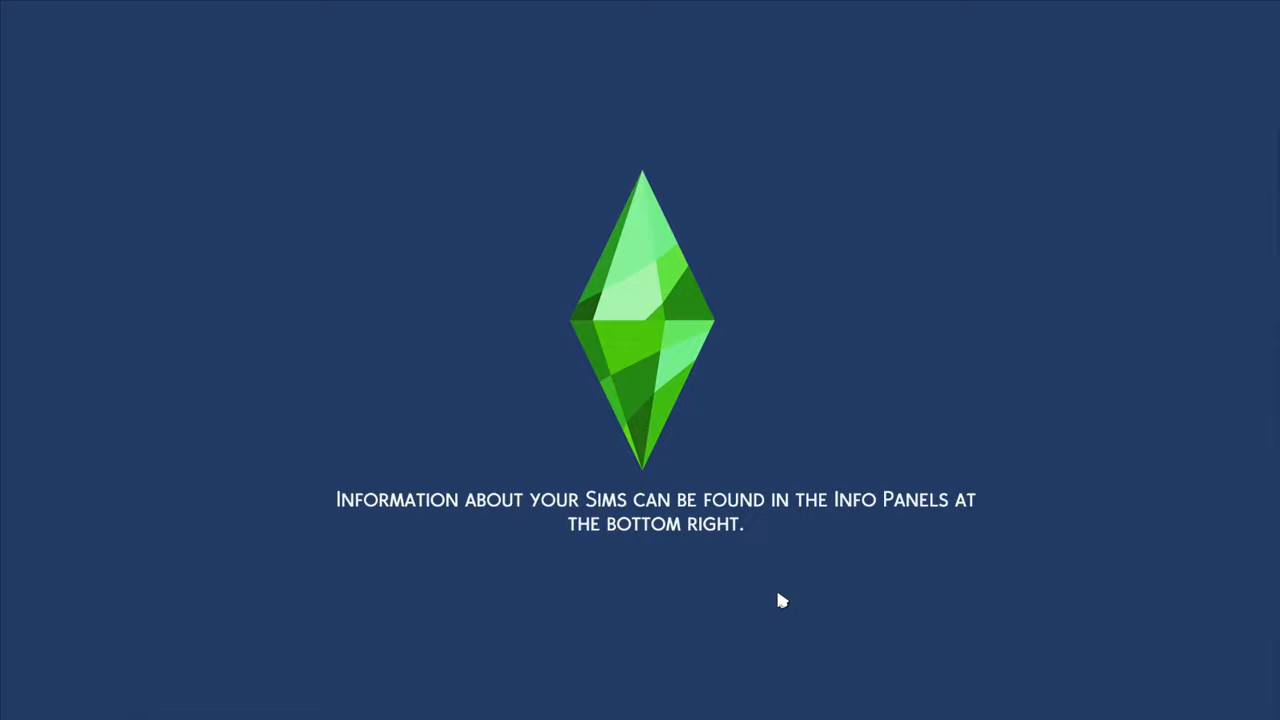 Information about your Sims can be found in the Info Panels at
the bottom right.